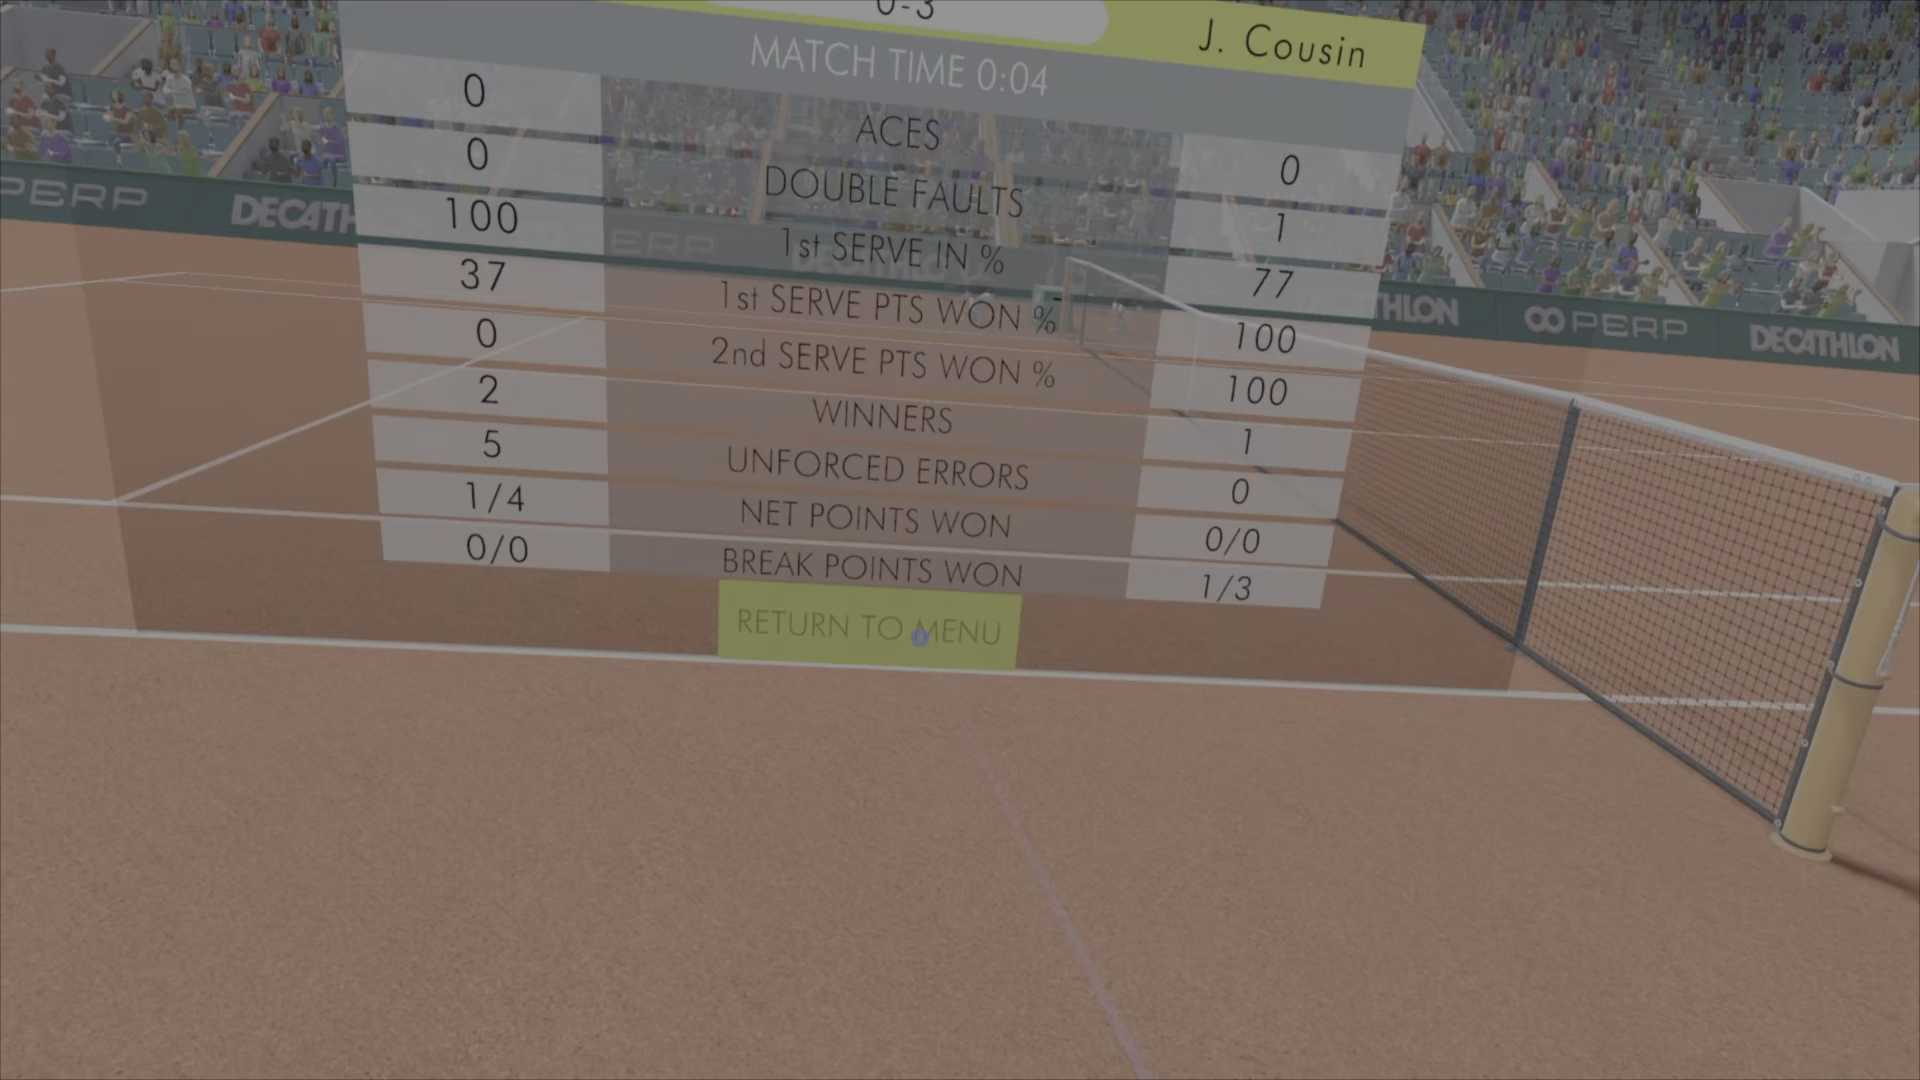 0-3
J. Cousin
MATCH TIME 0:04
0 ACES 0
0 DOUBLE FAULTS 1
100 1st SERVE IN % 77
37 1st SERVE PTS WON % 100
0 2nd SERVE PTS WON % 100
2 WINNERS 1
5 UNFORCED ERRORS 0
1/4 NET POINTS WON 0/0
0/0 BREAK POINTS WON 1/3
RETURN TO MENU
PERP
DECATH
ERP
THLON
PERP
DECATHLON